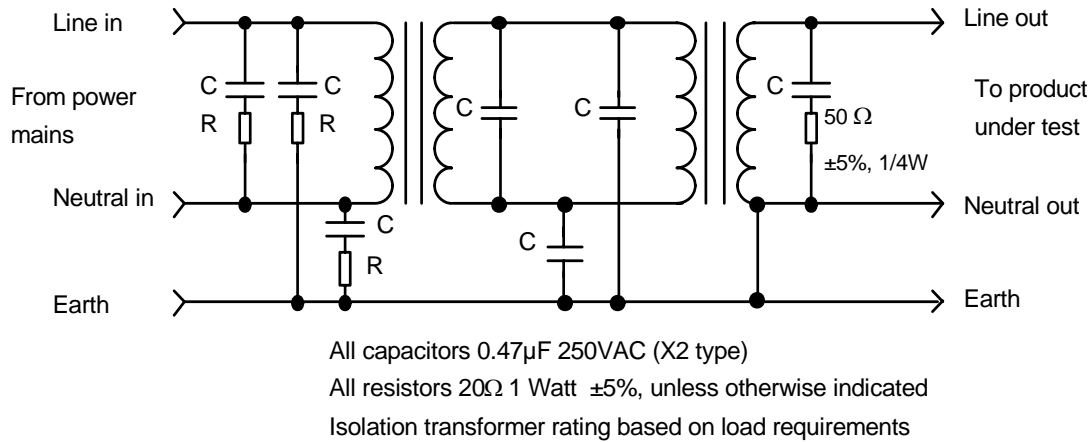 Line in
Line out
C
C
C
C
C
From power
mains
R
R
50 Ω
±5%, 1/4W
To product
under test
Neutral in
Neutral out
C
R
C
Earth
Earth
All capacitors 0.47µF 250VAC (X2 type)
All resistors 20Ω 1 Watt ±5%, unless otherwise indicated
Isolation transformer rating based on load requirements